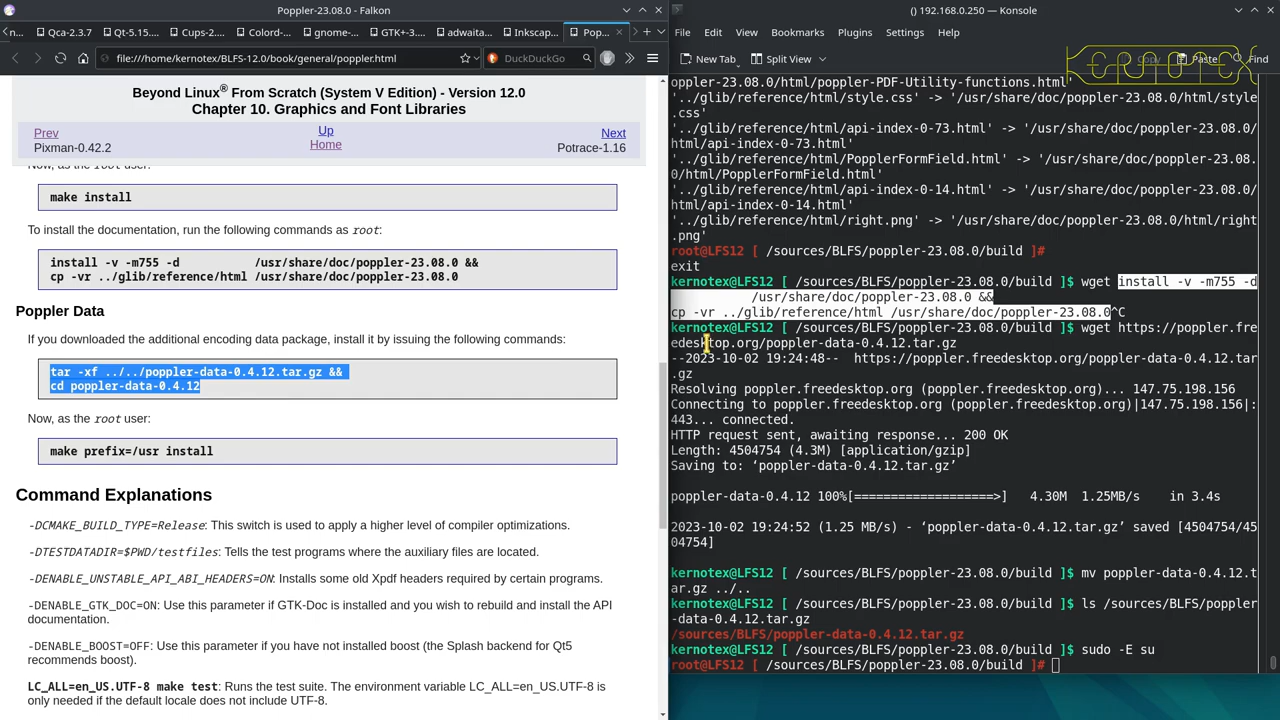 Poppler-23.08.0 — Falkon
n...
Qca-2.3.7
Qt-5.15....
Cups-2....
Colord-...
gnome-...
GTK+-3....
adwaita...
Inkscap...
Pop...
file:///home/kernotex/BLFS-12.0/book/general/poppler.html
DuckDuckGo
Beyond Linux® From Scratch (System V Edition) - Version 12.0
Chapter 10. Graphics and Font Libraries
Prev
Up
Next
Pixman-0.42.2
Home
Potrace-1.16
Now, as the root user:
make install
To install the documentation, run the following commands as root:
install -v -m755 -d /usr/share/doc/poppler-23.08.0 &&
cp -vr ../glib/reference/html /usr/share/doc/poppler-23.08.0
Poppler Data
If you downloaded the additional encoding data package, install it by issuing the following commands:
tar -xf ../../poppler-data-0.4.12.tar.gz &&
cd poppler-data-0.4.12
Now, as the root user:
make prefix=/usr install
Command Explanations
-DCMAKE_BUILD_TYPE=Release: This switch is used to apply a higher level of compiler optimizations.
-DTESTDATADIR=$PWD/testfiles: Tells the test programs where the auxiliary files are located.
-DENABLE_UNSTABLE_API_ABI_HEADERS=ON: Installs some old Xpdf headers required by certain programs.
-DENABLE_GTK_DOC=ON: Use this parameter if GTK-Doc is installed and you wish to rebuild and install the API
documentation.
-DENABLE_BOOST=OFF: Use this parameter if you have not installed boost (the Splash backend for Qt5
recommends boost).
LC_ALL=en_US.UTF-8 make test: Runs the test suite. The environment variable LC_ALL=en_US.UTF-8 is
only needed if the default locale does not include UTF-8.
() 192.168.0.250 — Konsole
File Edit View Bookmarks Plugins Settings Help
New Tab Split View Copy Paste Find
KERNOTEX
oppler-23.08.0/html/poppler-PDF-Utility-functions.html'
'../glib/reference/html/style.css' -> '/usr/share/doc/poppler-23.08.0/html/style
.css'
'../glib/reference/html/api-index-0-73.html' -> '/usr/share/doc/poppler-23.08.0/
html/api-index-0-73.html'
'../glib/reference/html/PopplerFormField.html' -> '/usr/share/doc/poppler-23.08.
0/html/PopplerFormField.html'
'../glib/reference/html/api-index-0-14.html' -> '/usr/share/doc/poppler-23.08.0/
html/api-index-0-14.html'
'../glib/reference/html/right.png' -> '/usr/share/doc/poppler-23.08.0/html/right
.png'
root@LFS12 [ /sources/BLFS/poppler-23.08.0/build ]#
exit
kernotex@LFS12 [ /sources/BLFS/poppler-23.08.0/build ]$ wget install -v -m755 -d
/usr/share/doc/poppler-23.08.0 &&
cp -vr ../glib/reference/html /usr/share/doc/poppler-23.08.0^C
kernotex@LFS12 [ /sources/BLFS/poppler-23.08.0/build ]$ wget https://poppler.fre
edesktop.org/poppler-data-0.4.12.tar.gz
--2023-10-02 19:24:48-- https://poppler.freedesktop.org/poppler-data-0.4.12.tar
.gz
Resolving poppler.freedesktop.org (poppler.freedesktop.org)... 147.75.198.156
Connecting to poppler.freedesktop.org (poppler.freedesktop.org)|147.75.198.156|:
443... connected.
HTTP request sent, awaiting response... 200 OK
Length: 4504754 (4.3M) [application/gzip]
Saving to: ‘poppler-data-0.4.12.tar.gz’
poppler-data-0.4.12 100%[===================>] 4.30M 1.25MB/s in 3.4s
2023-10-02 19:24:52 (1.25 MB/s) - ‘poppler-data-0.4.12.tar.gz’ saved [4504754/45
04754]
kernotex@LFS12 [ /sources/BLFS/poppler-23.08.0/build ]$ mv poppler-data-0.4.12.t
ar.gz ../..
kernotex@LFS12 [ /sources/BLFS/poppler-23.08.0/build ]$ ls /sources/BLFS/poppler
-data-0.4.12.tar.gz
/sources/BLFS/poppler-data-0.4.12.tar.gz
kernotex@LFS12 [ /sources/BLFS/poppler-23.08.0/build ]$ sudo -E su
root@LFS12 [ /sources/BLFS/poppler-23.08.0/build ]#